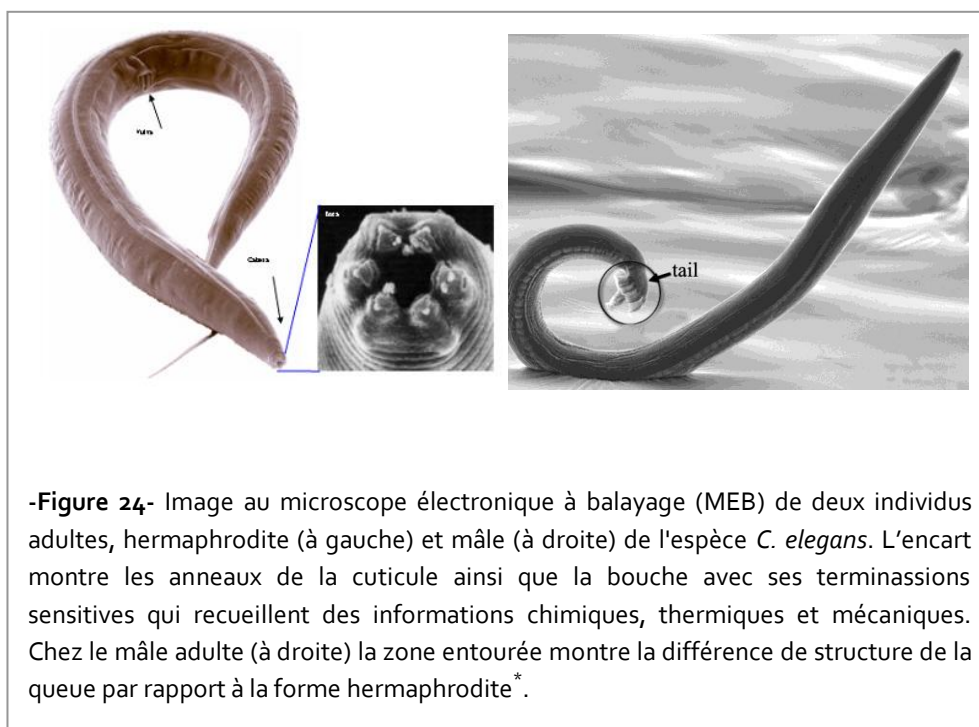 Vulva
Cabeza
tail
-Figure 24- Image au microscope électronique à balayage (MEB) de deux individus
adultes, hermaphrodite (à gauche) et mâle (à droite) de l'espèce C. elegans. L’encart
montre les anneaux de la cuticule ainsi que la bouche avec ses terminassions
sensitives qui recueillent des informations chimiques, thermiques et mécaniques.
Chez le mâle adulte (à droite) la zone entourée montre la différence de structure de la
queue par rapport à la forme hermaphrodite*.